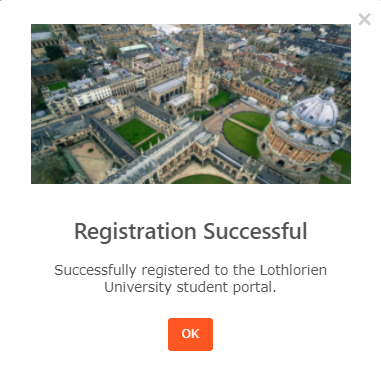 ×
Registration Successful
Successfully registered to the Lothlorien
University student portal.
OK